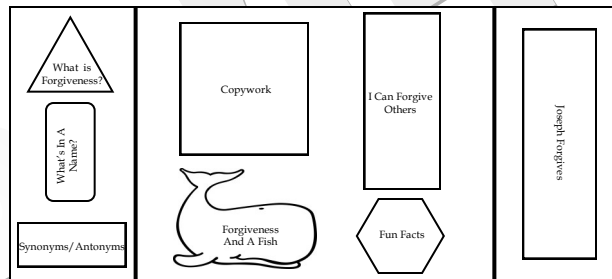 What is
Forgiveness?
What's In A
Name?
Synonyms/Antonyms
Copywork
Forgiveness
And A Fish
I Can Forgive
Others
Fun Facts
Joseph Forgives